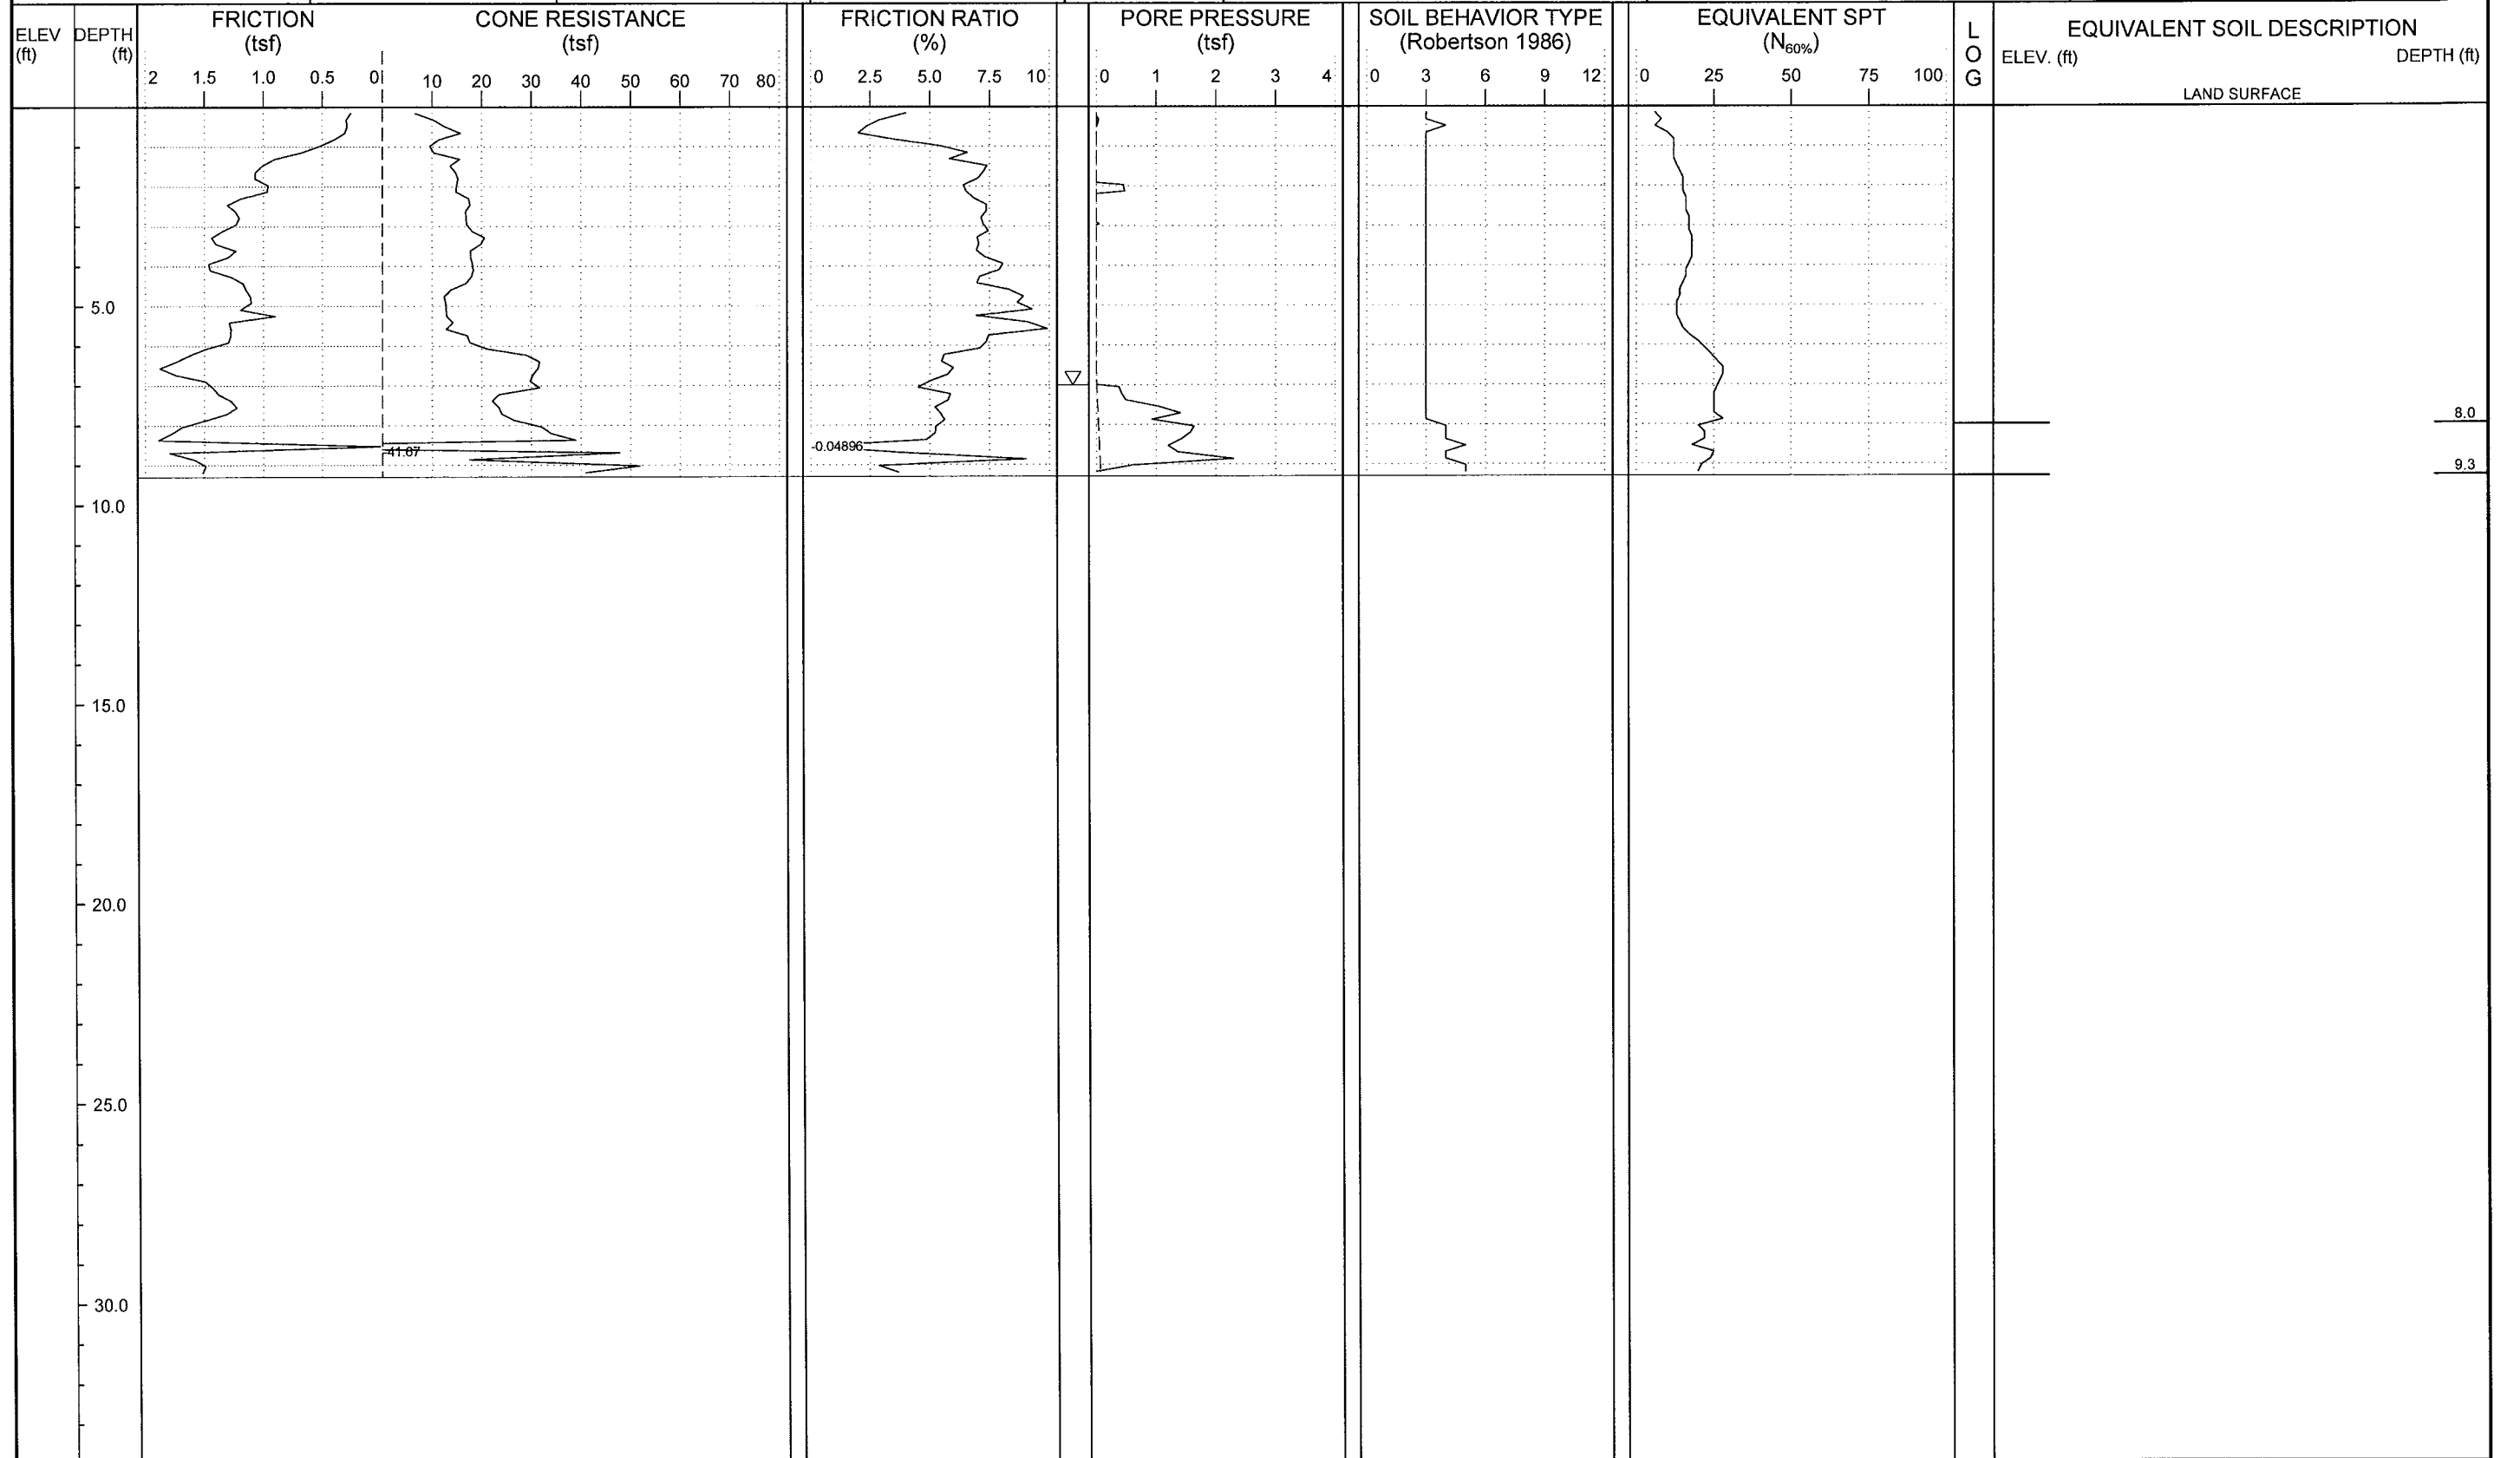 FRICTION CONE RESISTANCE FRICTION RATIO PORE PRESSURE SOIL BEHAVIOR TYPE EQUIVALENT SPT
ELEV DEPTH (tsf) (tsf) (%) (tsf) (Robertson 1986) (N60%) L EQUIVALENT SOIL DESCRIPTION
(ft) (ft) O ELEV. (ft) DEPTH (ft)
2 1.5 1.0 0.5 0 10 20 30 40 50 60 70 80 0 2.5 5.0 7.5 10 0 1 2 3 4 0 3 6 9 12 0 25 50 75 100 G
LAND SURFACE
5.0
8.0
-0.04896
41.67
9.3
10.0
15.0
20.0
25.0
30.0